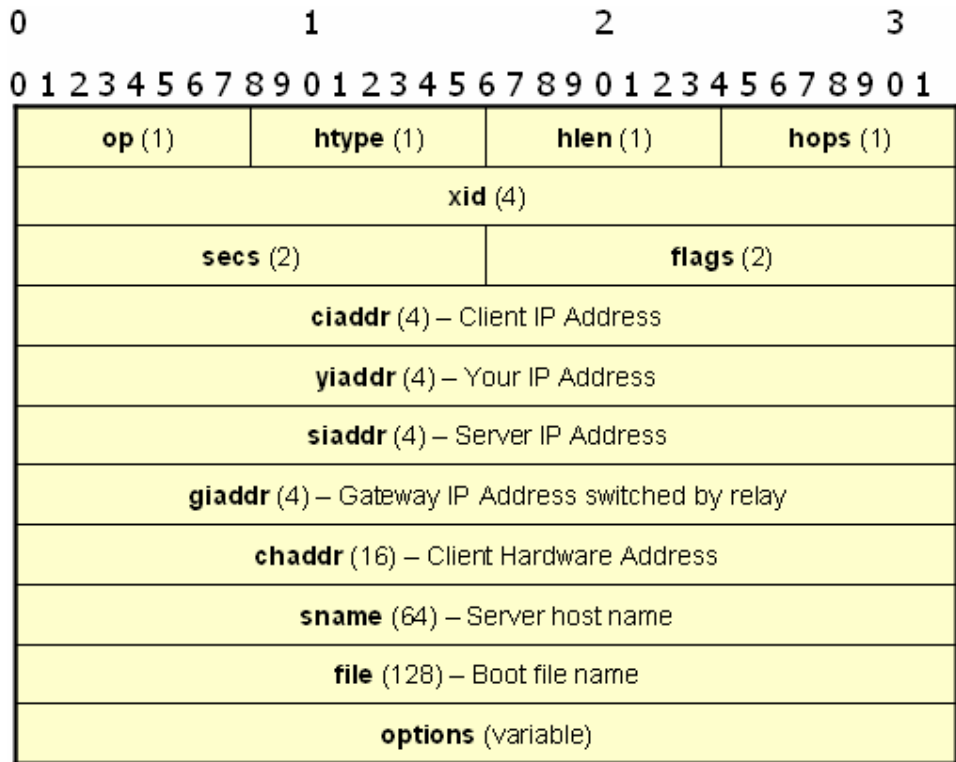 0 1 2 3
0 1 2 3 4 5 6 7 8 9 0 1 2 3 4 5 6 7 8 9 0 1 2 3 4 5 6 7 8 9 0 1
op (1) htype (1) hlen (1) hops (1)
xid (4)
secs (2) flags (2)
ciaddr (4) – Client IP Address
yiaddr (4) – Your IP Address
siaddr (4) – Server IP Address
giaddr (4) – Gateway IP Address switched by relay
chaddr (16) – Client Hardware Address
sname (64) – Server host name
file (128) – Boot file name
options (variable)